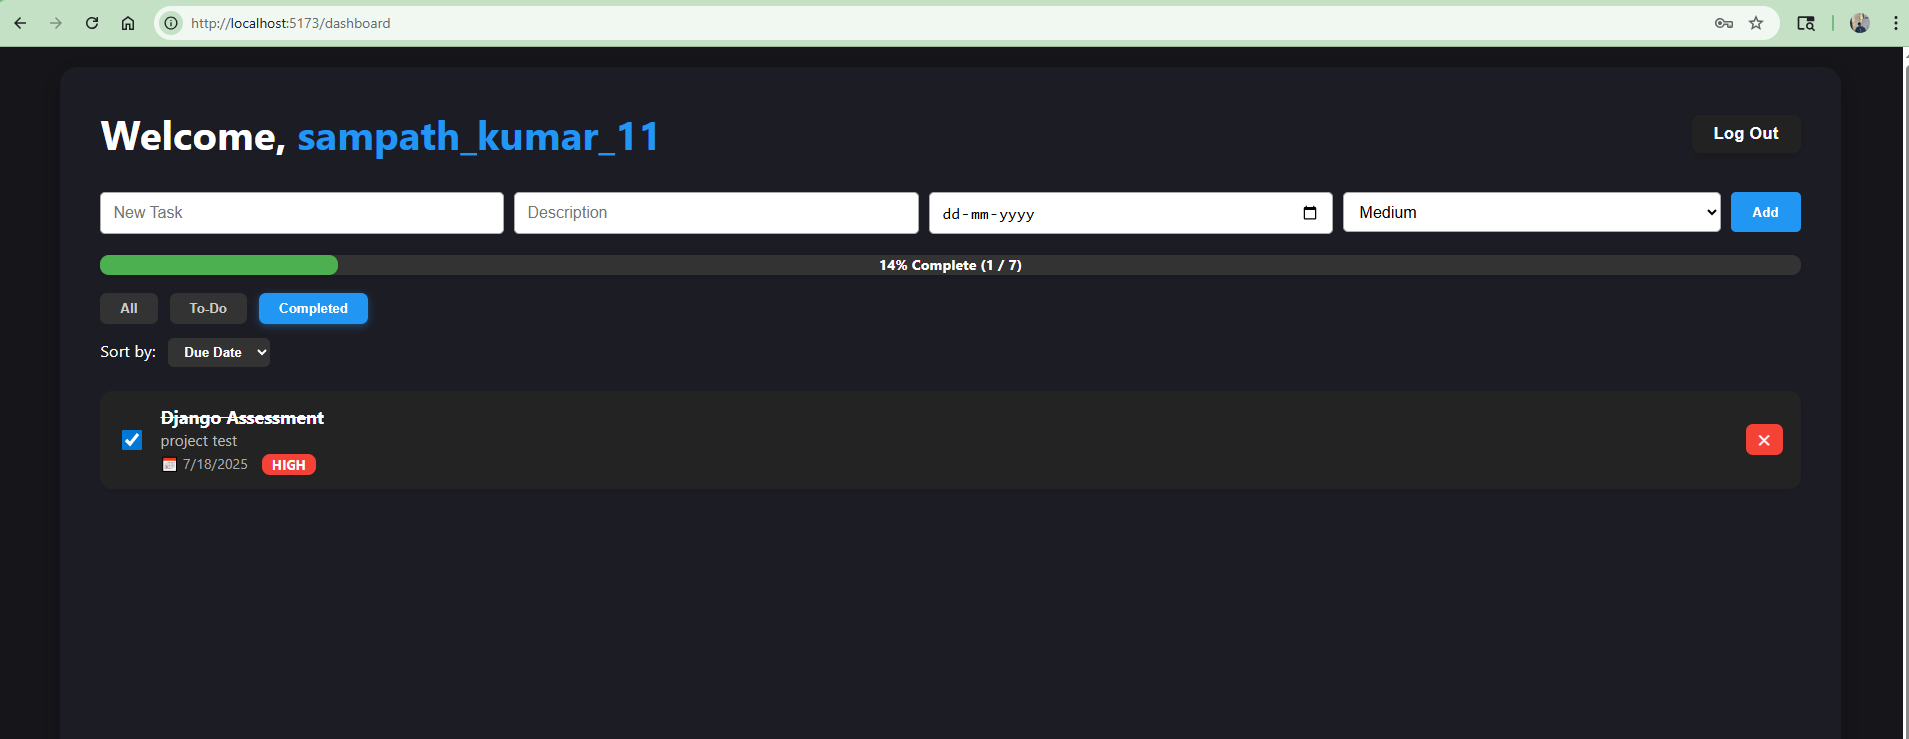 http://localhost:5173/dashboard
Welcome, sampath_kumar_11
Log Out
New Task
Description
dd-mm-yyyy
Medium
Add
14% Complete (1 / 7)
All
To-Do
Completed
Sort by:
Due Date
Django Assessment
project test
7/18/2025
HIGH